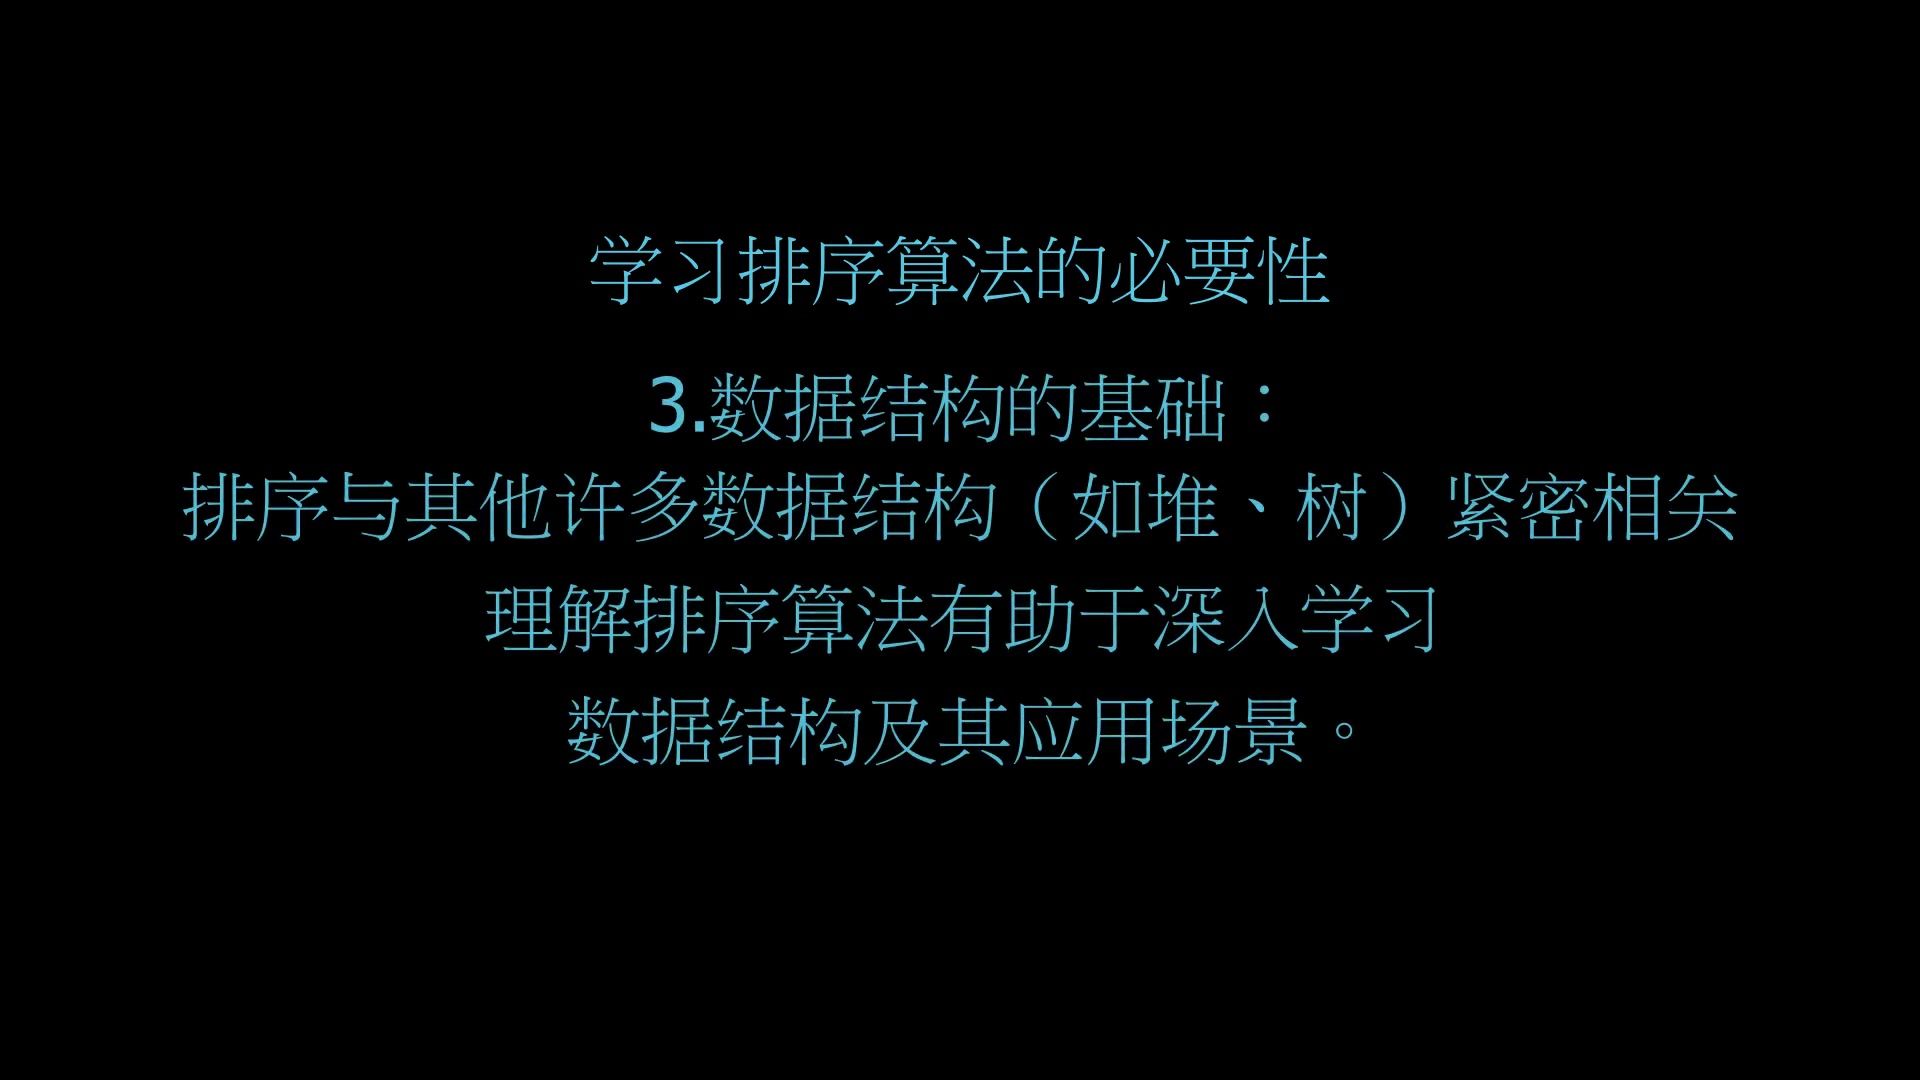 学习排序算法的必要性
3.数据结构的基础：
排序与其他许多数据结构（如堆、树）紧密相关
理解排序算法有助于深入学习
数据结构及其应用场景。